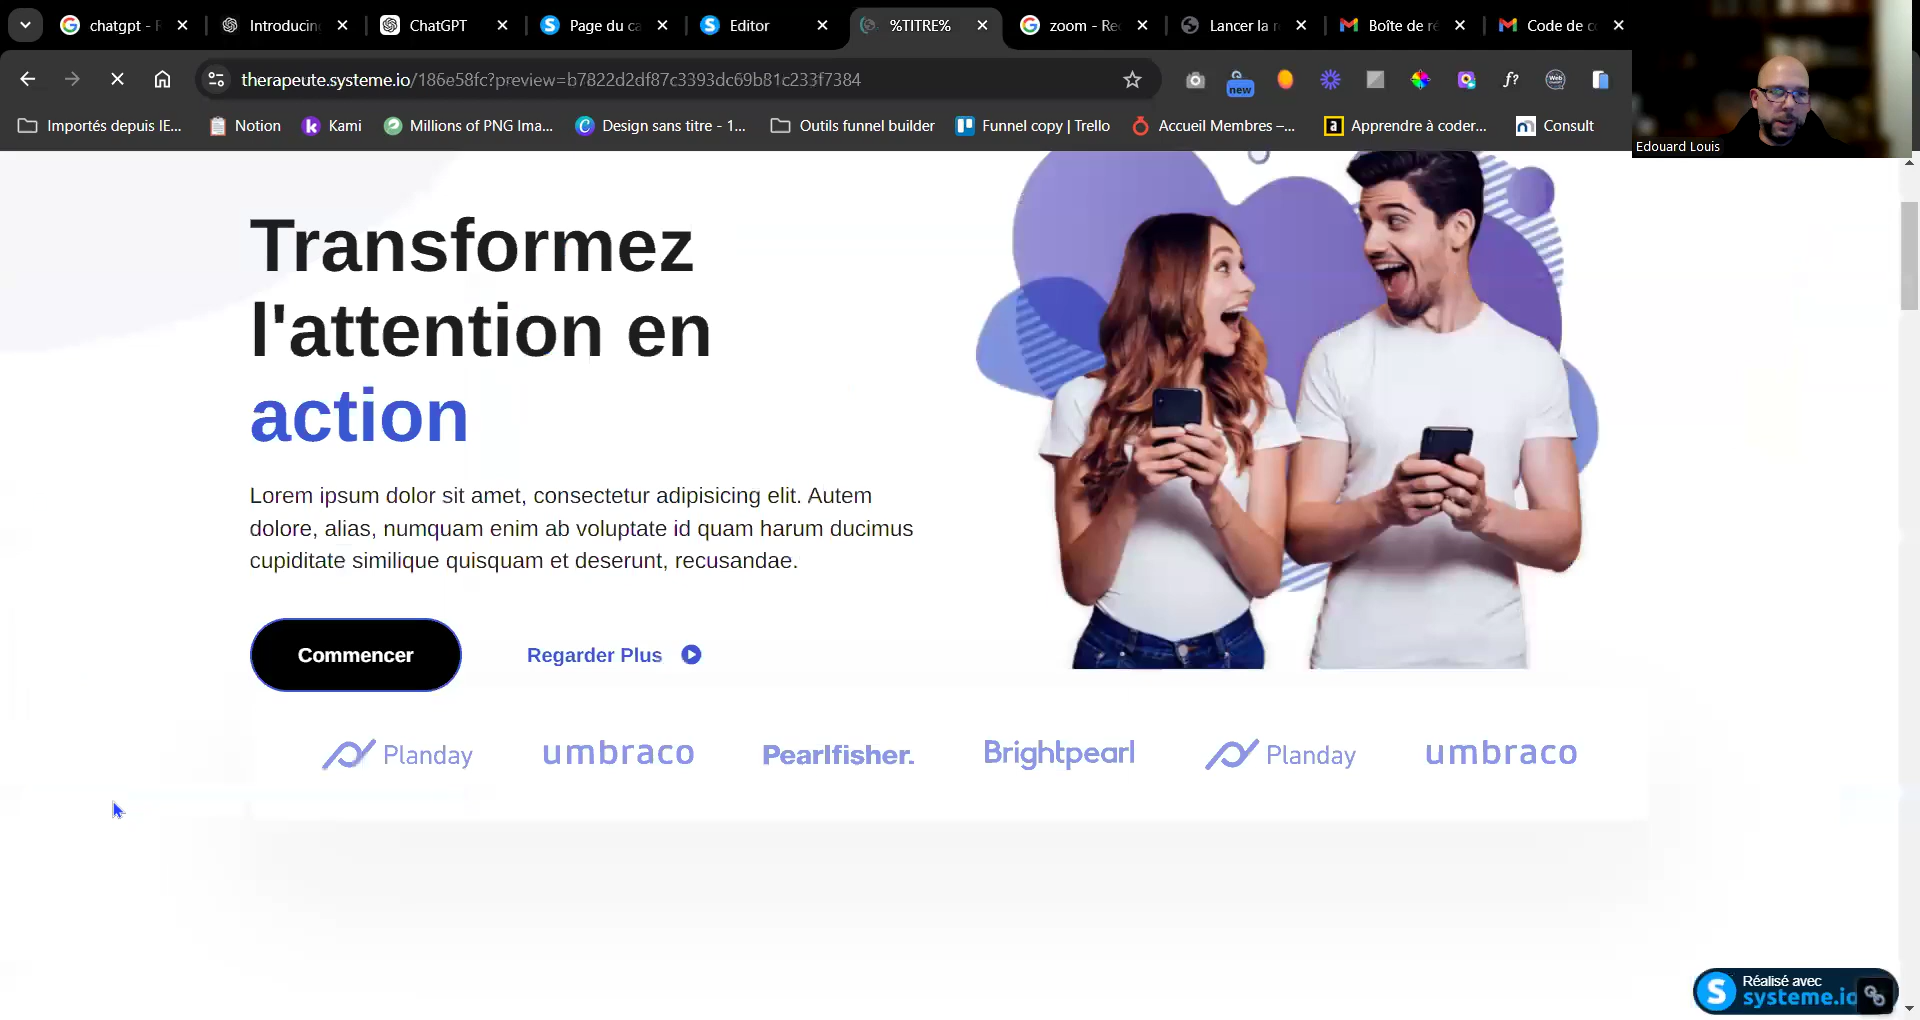 chatgpt - R
Introducin
ChatGPT
Page du ca
Editor
%TITRE%
zoom - Rec
Lancer la r
Boîte de ré
Code de c
therapeute.systeme.io/186e58fc?preview=b7822d2df87c3393dc69b81c233f7384
new
f?
Importés depuis IE...
Notion
Kami
Millions of PNG Ima...
Design sans titre - 1...
Outils funnel builder
Funnel copy | Trello
Accueil Membres –...
Apprendre à coder...
Consult
Edouard Louis
Transformez
l'attention en
action
Lorem ipsum dolor sit amet, consectetur adipisicing elit. Autem
dolore, alias, numquam enim ab voluptate id quam harum ducimus
cupiditate similique quisquam et deserunt, recusandae.
Commencer
Regarder Plus
Planday
umbraco
Pearlfisher.
Brightpearl
Planday
umbraco
Réalisé avec
systeme.io